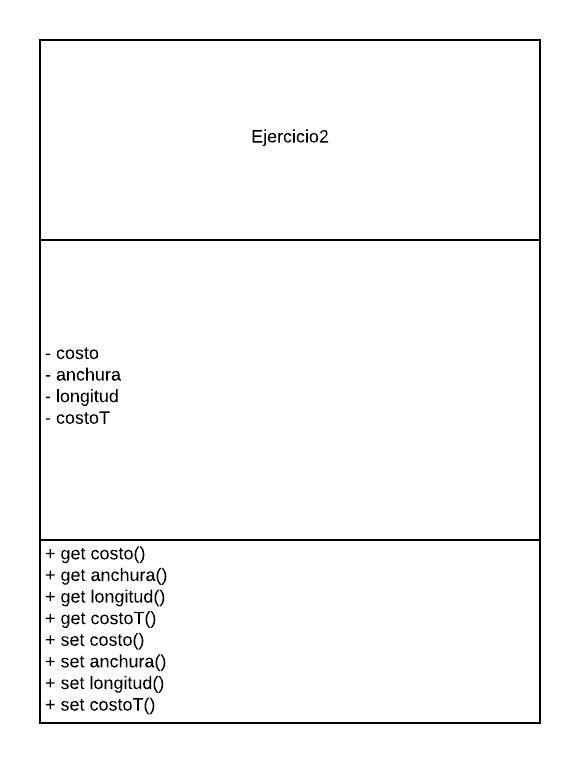 Ejercicio2
- costo
- anchura
- longitud
- costoT
+ get costo()
+ get anchura()
+ get longitud()
+ get costoT()
+ set costo()
+ set anchura()
+ set longitud()
+ set costoT()